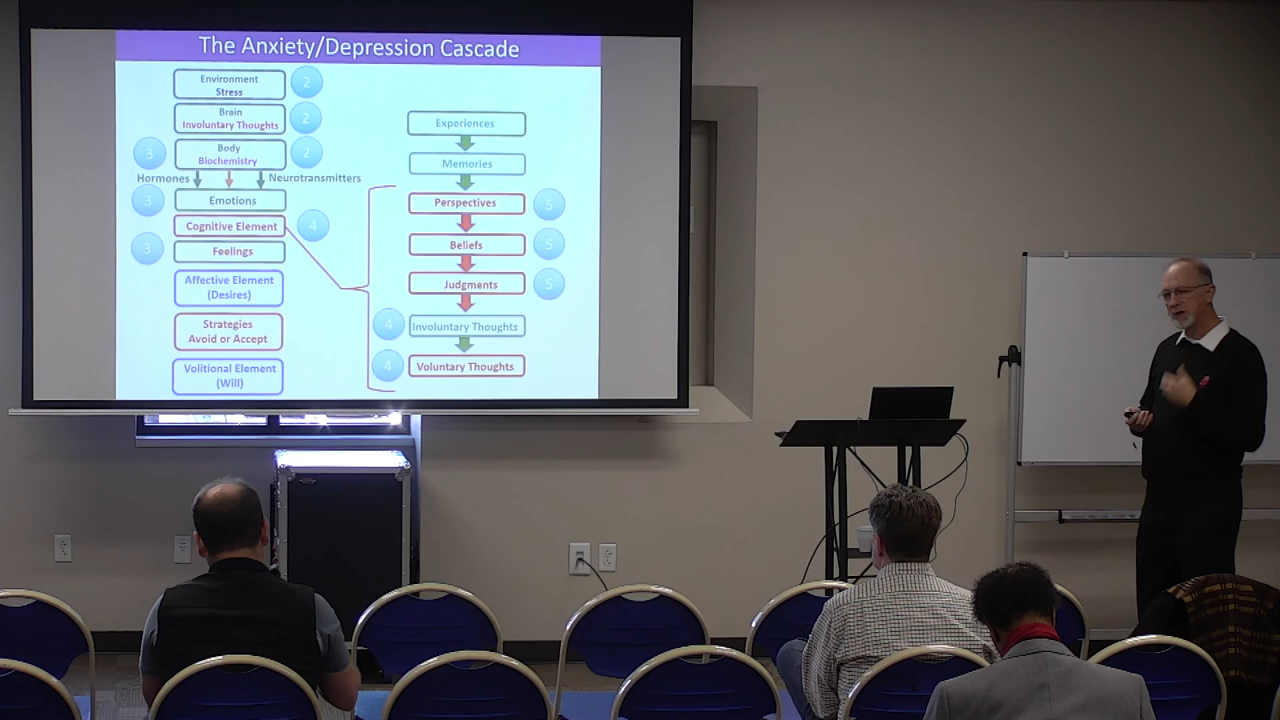 The Anxiety/Depression Cascade
Environment
Stress
2
Brain
Involuntary Thoughts
2
3
Body
Biochemistry
2
Hormones
Neurotransmitters
3
Emotions
Cognitive Element
4
3
Feelings
Affective Element
(Desires)
Strategies
Avoid or Accept
Volitional Element
(Will)
Experiences
Memories
Perspectives
5
Beliefs
5
Judgments
5
4
Involuntary Thoughts
4
Voluntary Thoughts